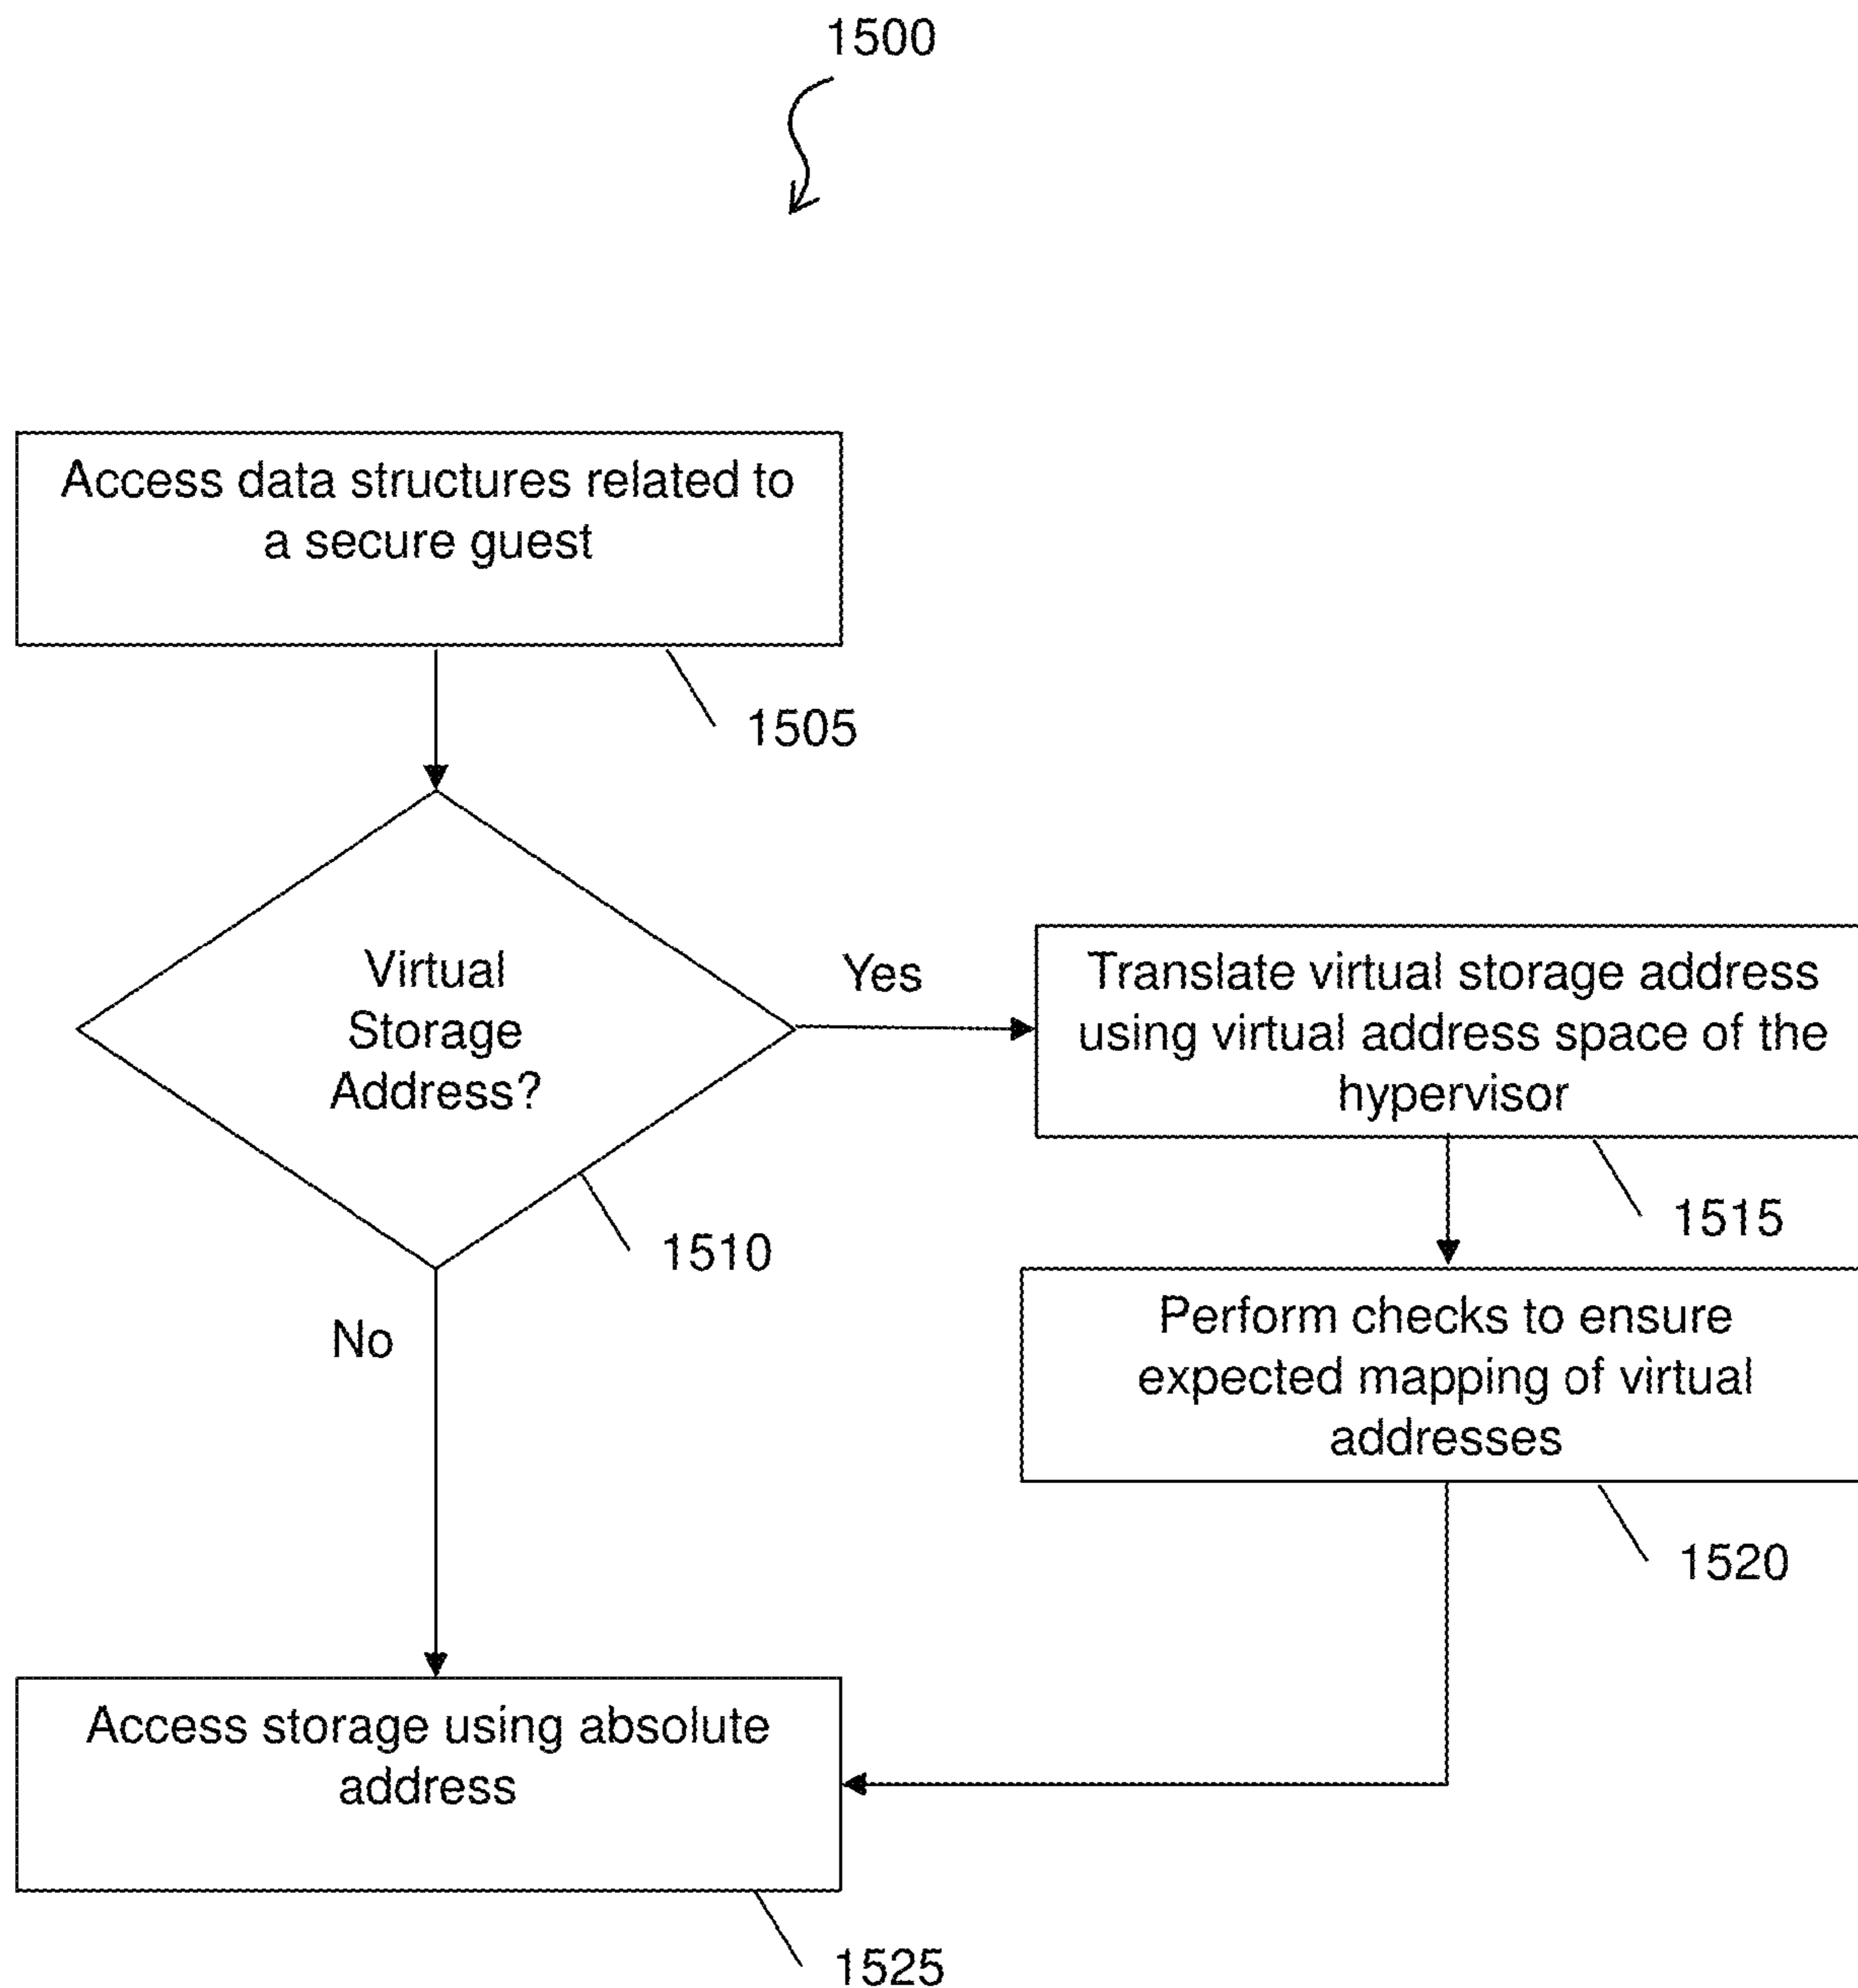 1500
Access data structures related to
a secure guest
1505
Virtual
Storage
Address?
1510
Yes
Translate virtual storage address
using virtual address space of the
hypervisor
1515
Perform checks to ensure
expected mapping of virtual
addresses
1520
No
Access storage using absolute
address
1525